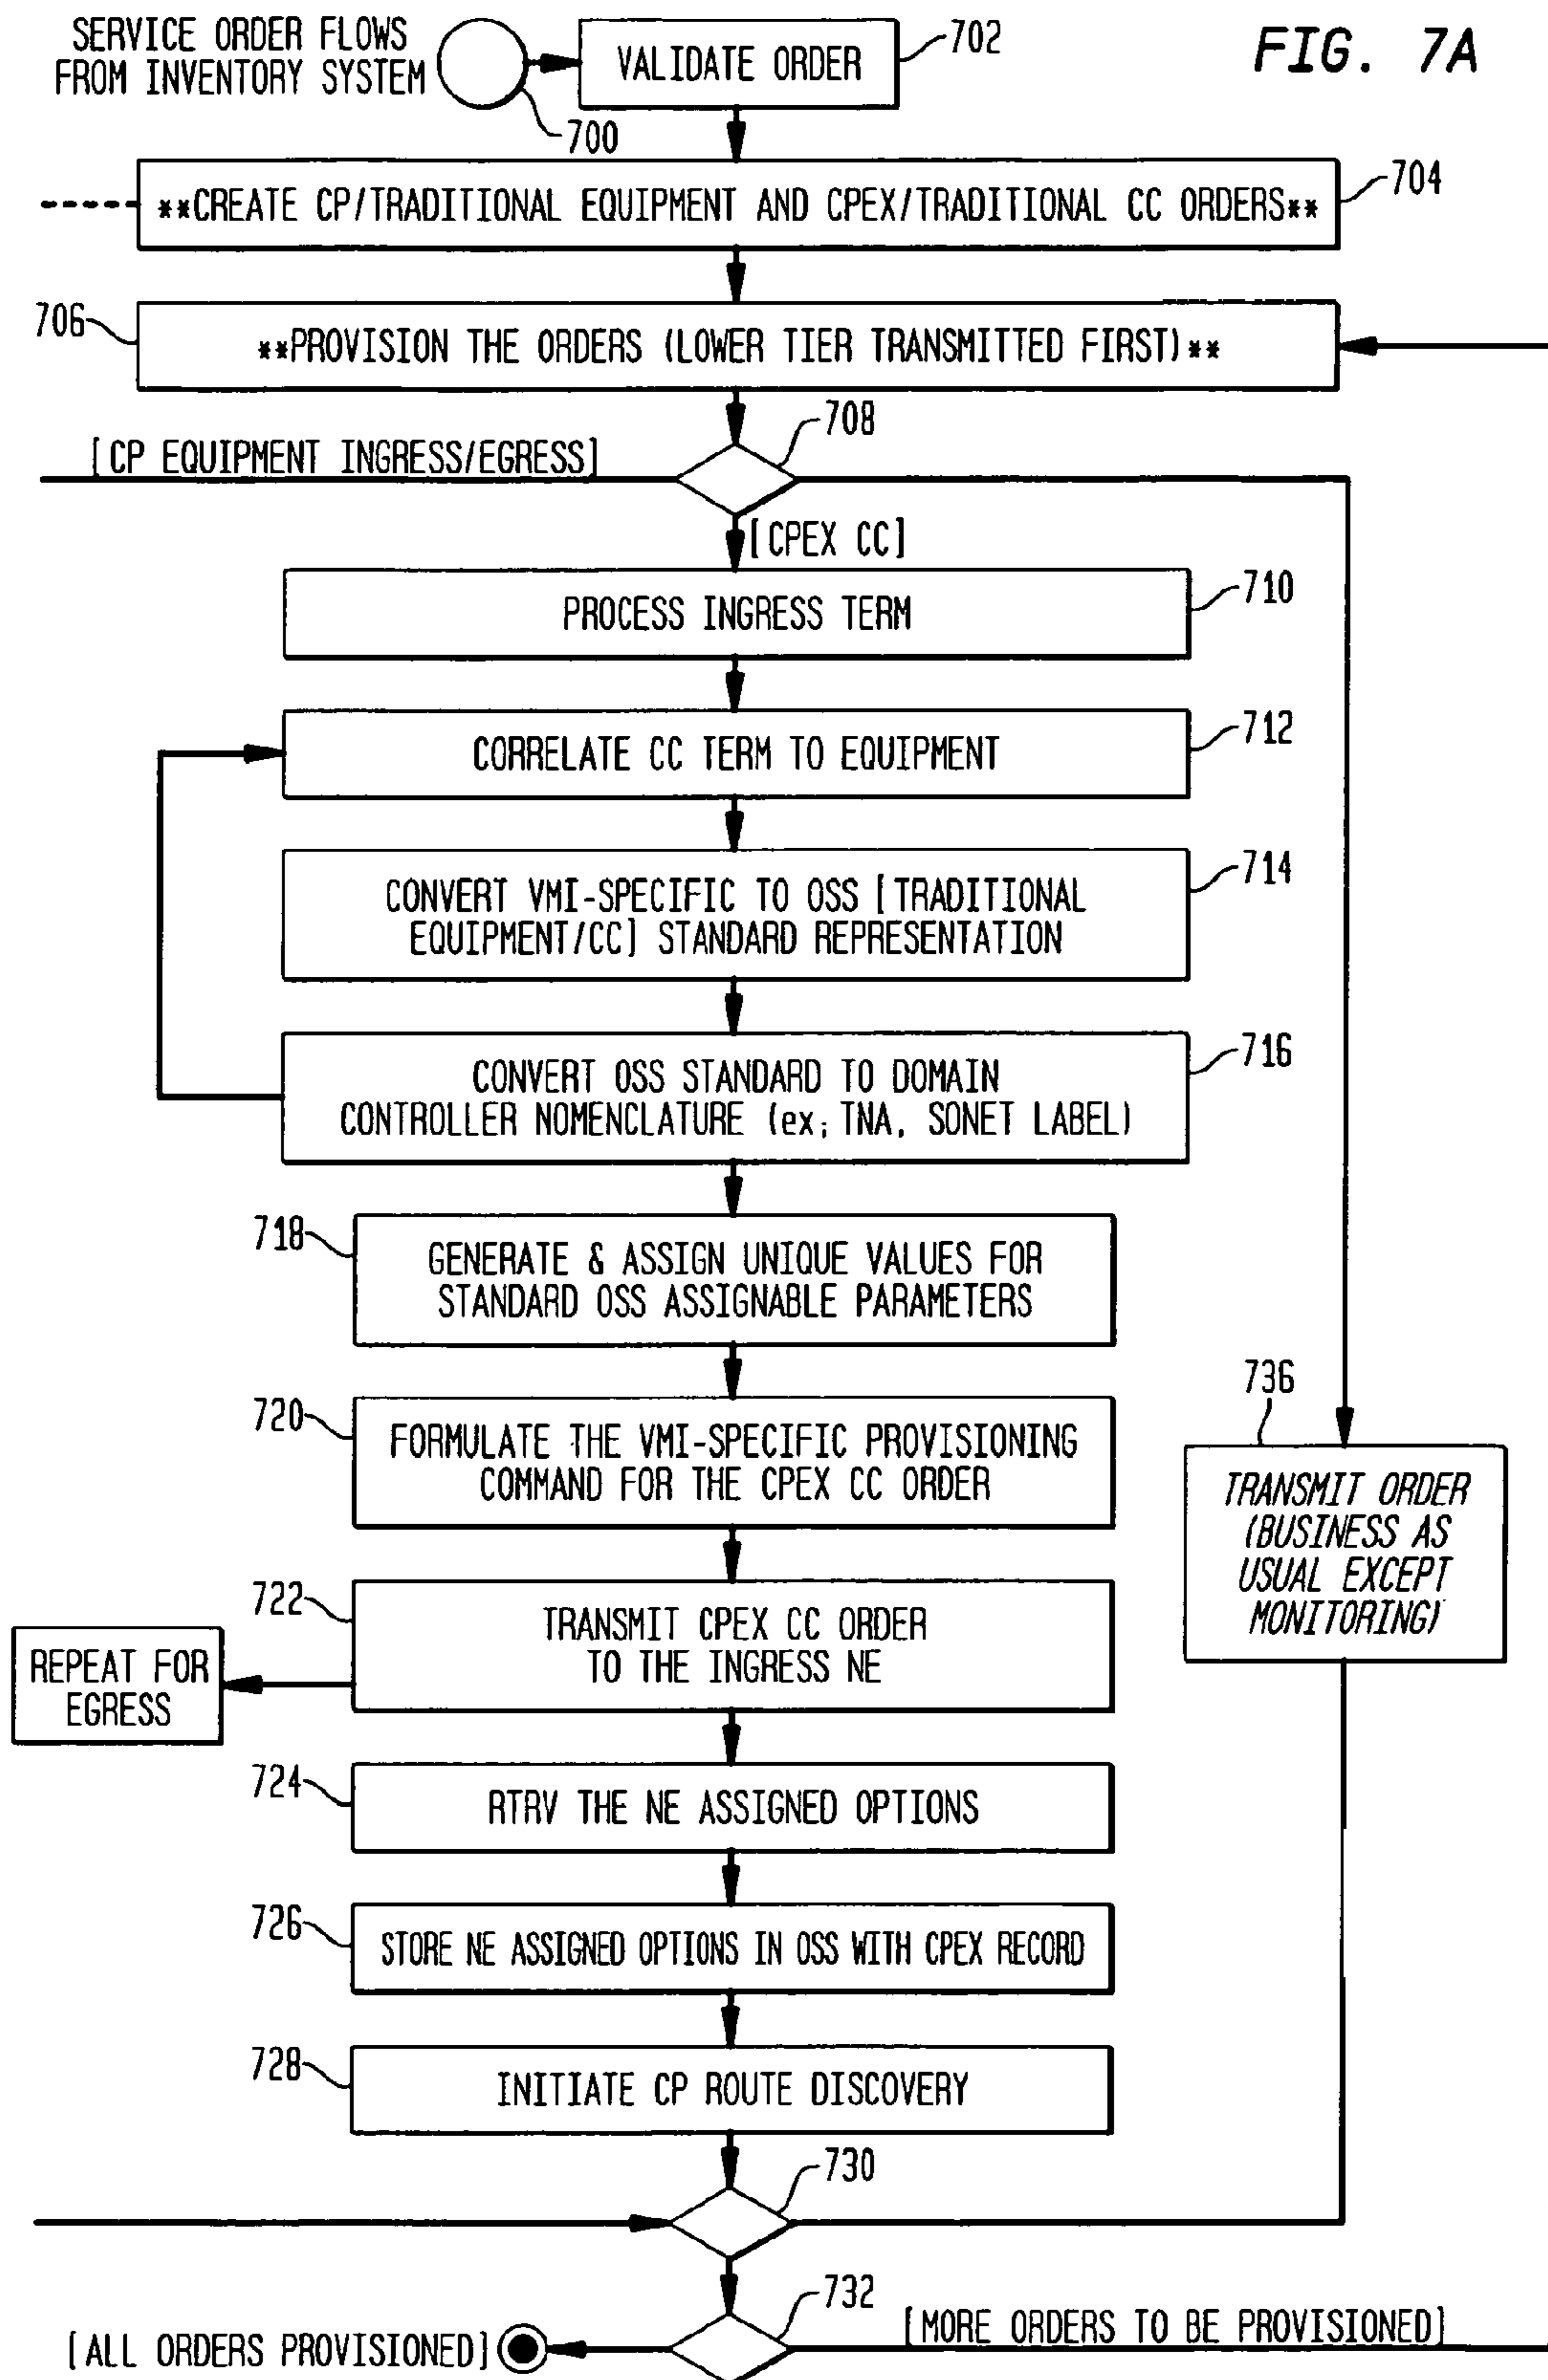 SERVICE ORDER FLOWS
FROM INVENTORY SYSTEM
700
VALIDATE ORDER
702
FIG. 7A
**CREATE CP/TRADITIONAL EQUIPMENT AND CPEX/TRADITIONAL CC ORDERS**
704
706
**PROVISION THE ORDERS (LOWER TIER TRANSMITTED FIRST)**
708
[CP EQUIPMENT INGRESS/EGRESS]
[CPEX CC]
PROCESS INGRESS TERM
710
CORRELATE CC TERM TO EQUIPMENT
712
CONVERT VMI-SPECIFIC TO OSS [TRADITIONAL
EQUIPMENT/CC] STANDARD REPRESENTATION
714
CONVERT OSS STANDARD TO DOMAIN
CONTROLLER NOMENCLATURE (ex; TNA, SONET LABEL)
716
718
GENERATE & ASSIGN UNIQUE VALUES FOR
STANDARD OSS ASSIGNABLE PARAMETERS
720
FORMULATE THE VMI-SPECIFIC PROVISIONING
COMMAND FOR THE CPEX CC ORDER
736
TRANSMIT ORDER
(BUSINESS AS
USUAL EXCEPT
MONITORING)
722
TRANSMIT CPEX CC ORDER
TO THE INGRESS NE
REPEAT FOR
EGRESS
724
RTRV THE NE ASSIGNED OPTIONS
726
STORE NE ASSIGNED OPTIONS IN OSS WITH CPEX RECORD
728
INITIATE CP ROUTE DISCOVERY
730
732
[ALL ORDERS PROVISIONED]
[MORE ORDERS TO BE PROVISIONED]